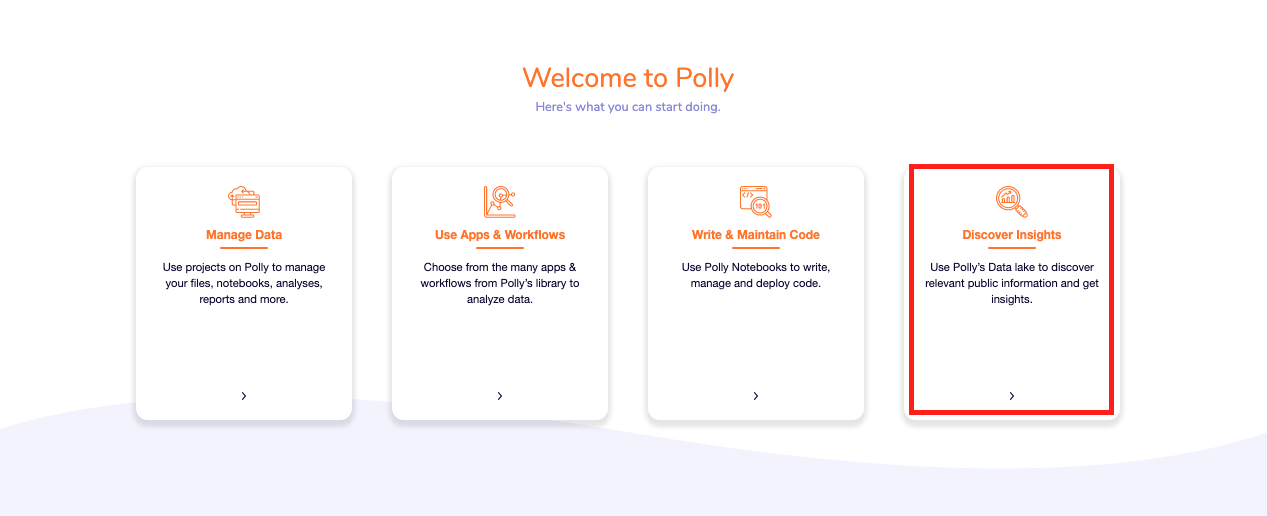 Welcome to Polly
Here's what you can start doing.
Manage Data
Use projects on Polly to manage
your files, notebooks, analyses,
reports and more.
Use Apps & Workflows
Choose from the many apps &
workflows from Polly's library to
analyze data.
Write & Maintain Code
Use Polly Notebooks to write,
manage and deploy code.
Discover Insights
Use Polly’s Data lake to discover
relevant public information and get
insights.